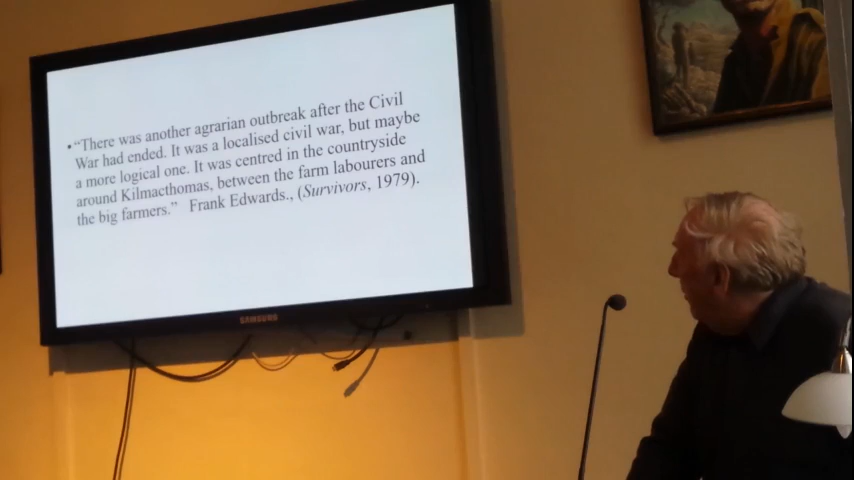 • “There was another agrarian outbreak after the Civil
War had ended. It was a localised civil war, but maybe
a more logical one. It was centred in the countryside
around Kilmacthomas, between the farm labourers and
the big farmers.” Frank Edwards., (Survivors, 1979).
SAMSUNG